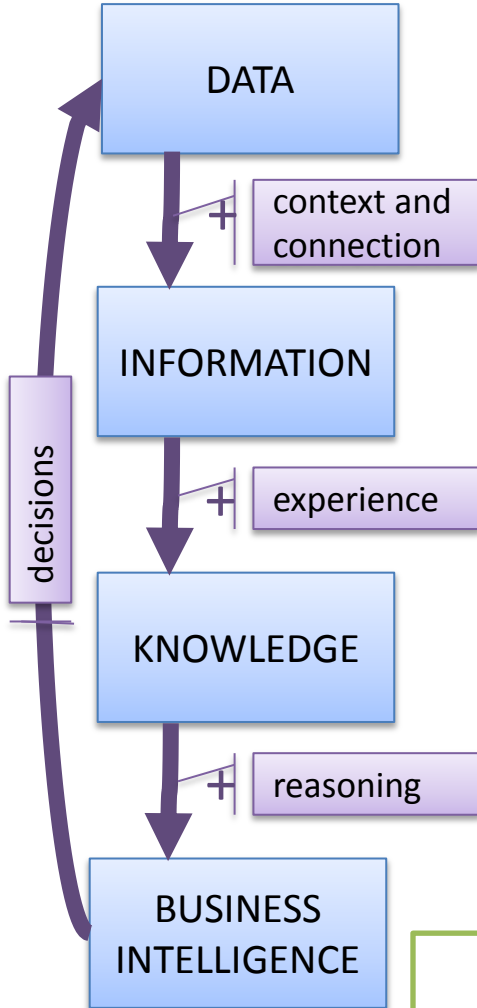 DATA
+
context and
connection
INFORMATION
+
experience
decisions
KNOWLEDGE
+
reasoning
BUSINESS
INTELLIGENCE